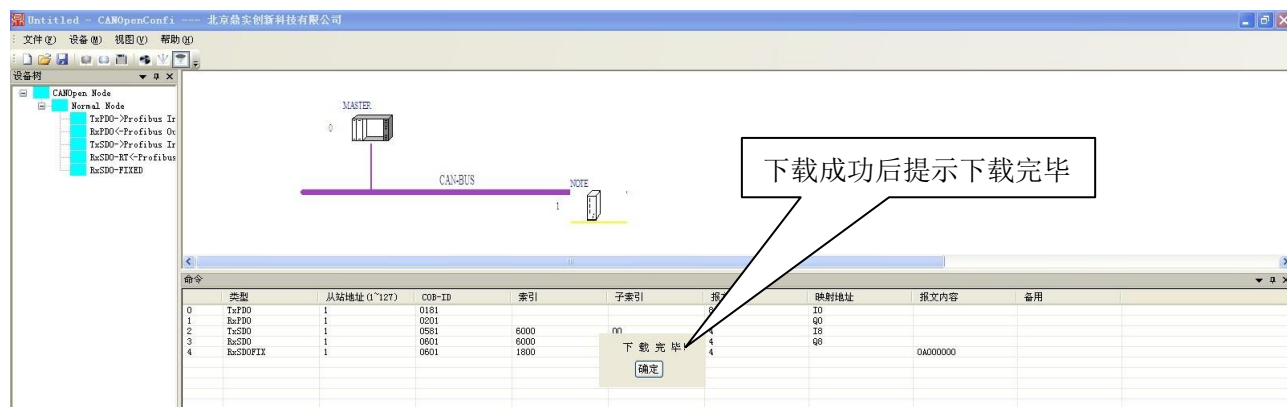 Untitled - CANOpenConfi --- 北京鼎实创新科技有限公司
文件(F) 设备(M) 视图(V) 帮助(H)
设备树
CANOpen Node
Normal Node
TxPDO->Profibus Ir
RxPDO<-Profibus Ou
TxSDO->Profibus Ir
RxSDO-RT<-Profibus
RxSDO-FIXED
MASTER
0
CAN-BUS
NOTE
1
下载成功后提示下载完毕
命令
类型 从站地址(1~127) COB-ID 索引 子索引 报文 映射地址 报文内容 备用
0 TxPDO 1 0181 8 I0
1 RxPDO 1 0201 Q0
2 TxSDO 1 0581 6000 00 4 I8
3 RxSDO 1 0601 6000 4 Q8
4 RxSDOFIX 1 0601 1800 4 0A000000
下载完毕!
确定